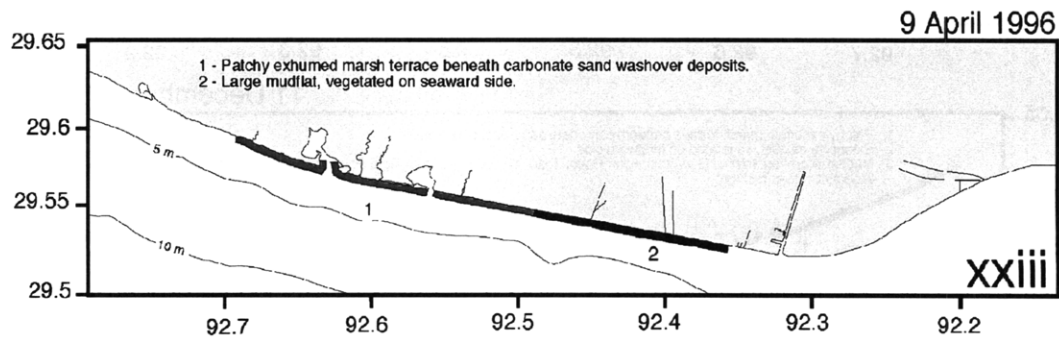 9 April 1996
29.65
1 - Patchy exhumed marsh terrace beneath carbonate sand washover deposits.
2 - Large mudflat, vegetated on seaward side.
29.6
5 m
29.55
1
10 m
2
xxiii
29.5
92.7 92.6 92.5 92.4 92.3 92.2